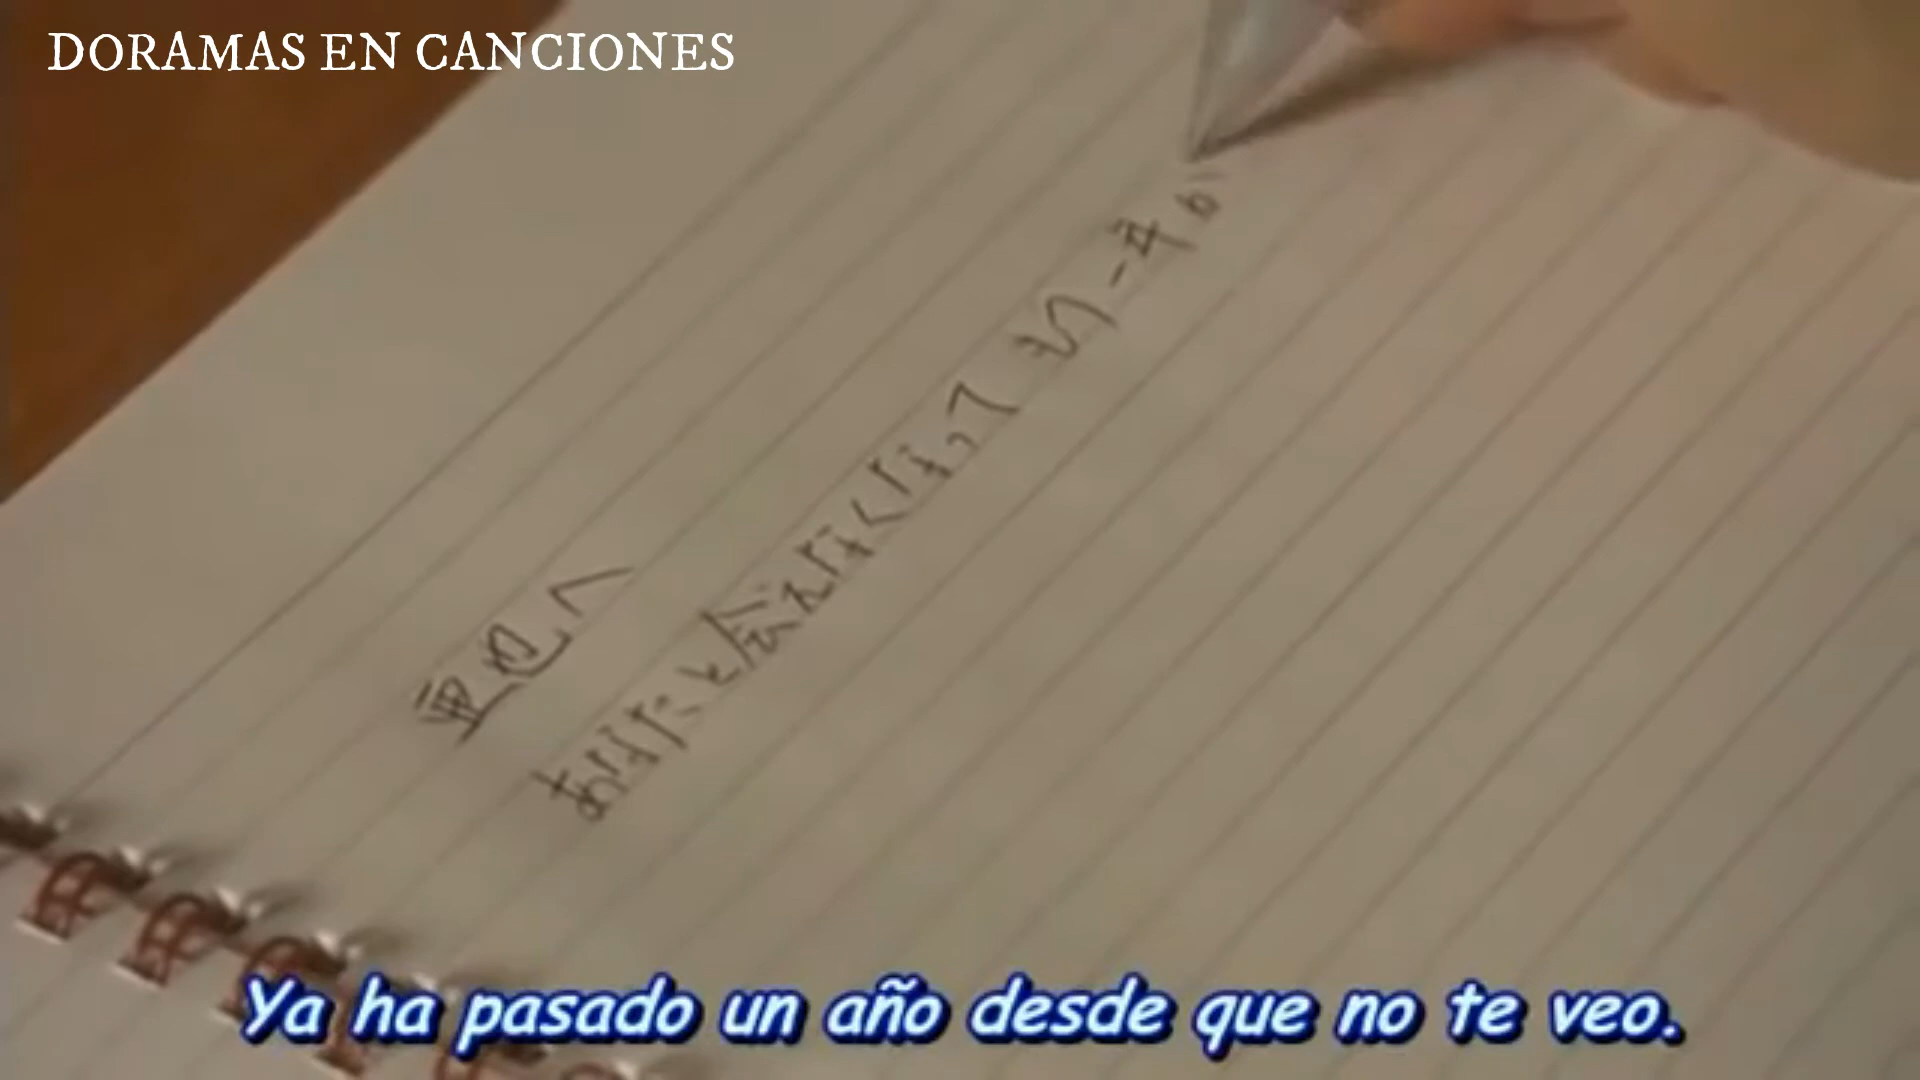 DORAMAS EN CANCIONES
亜也へ
あなたと会えなくなってもう一年
Ya ha pasado un año desde que no te veo.